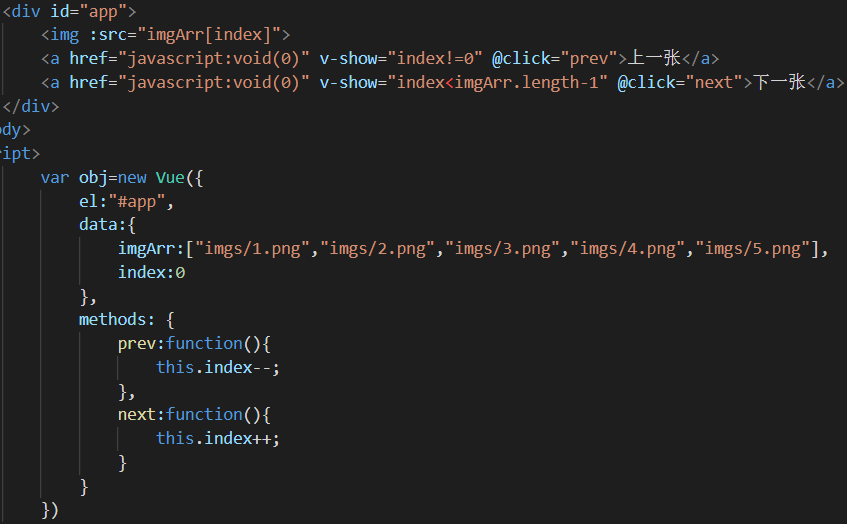 <div id="app">
<img :src="imgArr[index]">
<a href="javascript:void(0)" v-show="index!=0" @click="prev">上一张</a>
<a href="javascript:void(0)" v-show="index<imgArr.length-1" @click="next">下一张</a>
</div>
ody>
ript>
var obj=new Vue({
el:"#app",
data:{
imgArr:["imgs/1.png","imgs/2.png","imgs/3.png","imgs/4.png","imgs/5.png"],
index:0
},
methods: {
prev:function(){
this.index--;
},
next:function(){
this.index++;
}
}
})